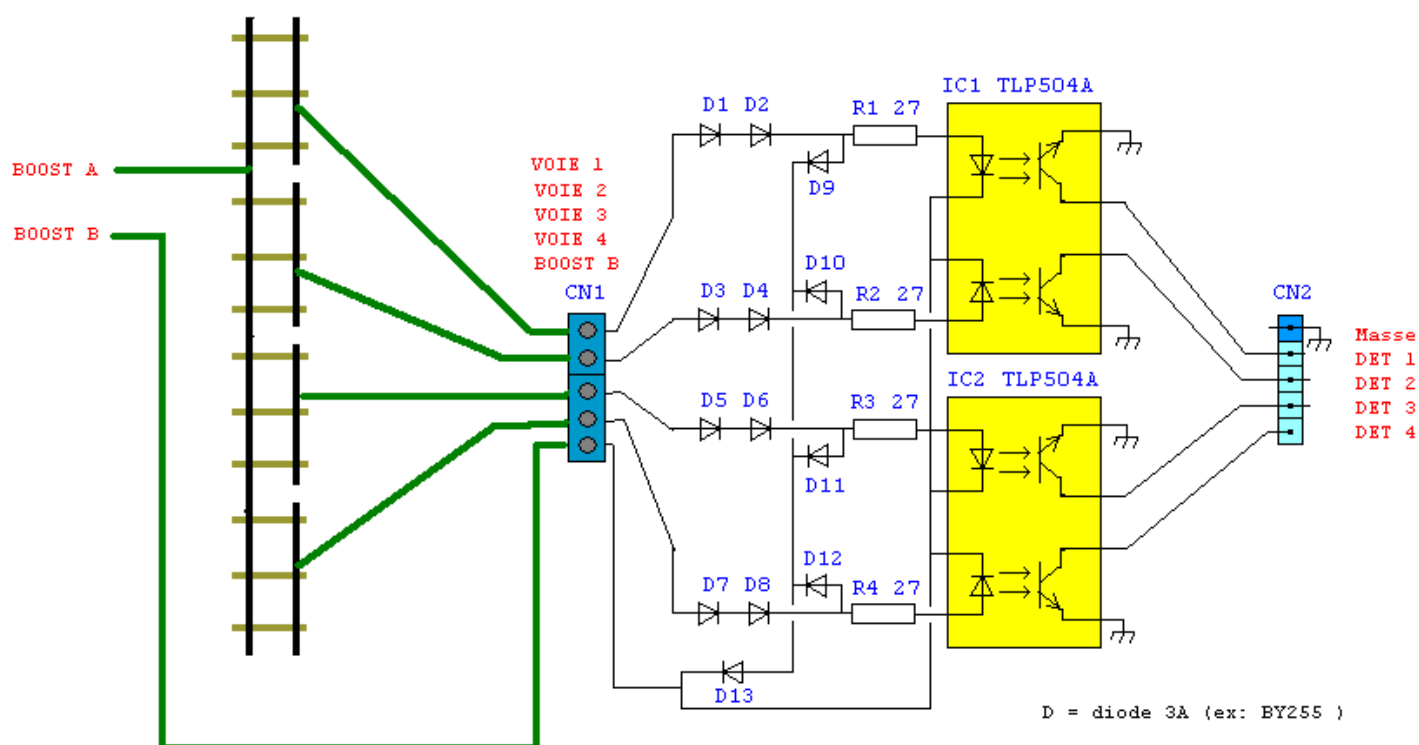 BOOST A
BOOST B
VOIE 1
VOIE 2
VOIE 3
VOIE 4
BOOST B
CN1
D1 D2
R1 27
IC1 TLP504A
D9
D10
D3 D4
R2 27
CN2
Masse
DET 1
DET 2
DET 3
DET 4
IC2 TLP504A
D5 D6
R3 27
D11
D12
D7 D8
R4 27
D13
D = diode 3A (ex: BY255 )